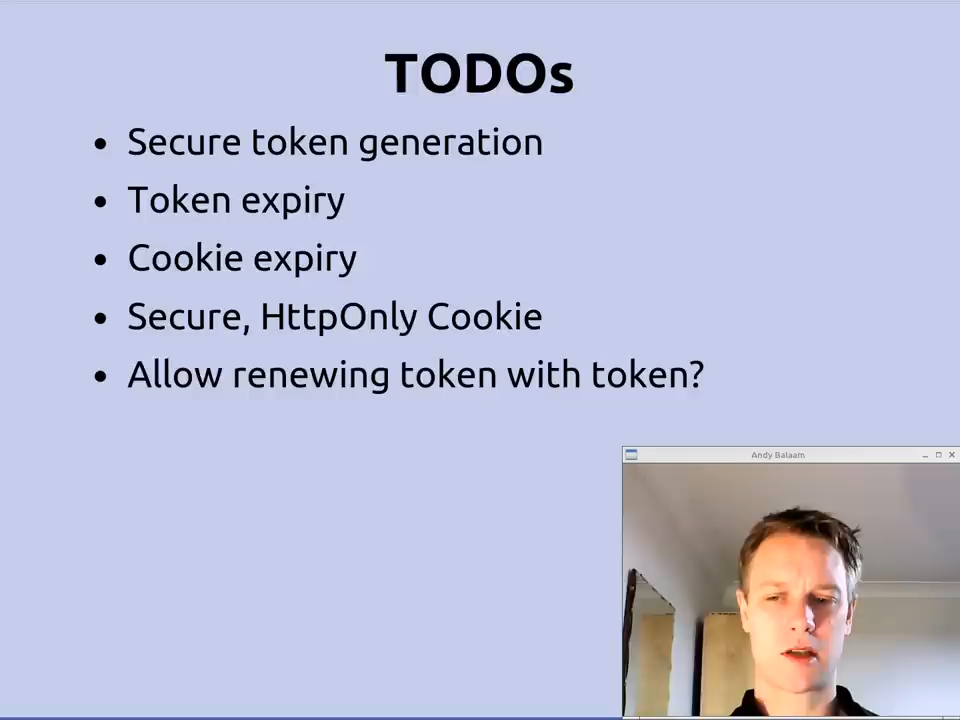 TODOs
• Secure token generation
• Token expiry
• Cookie expiry
• Secure, HttpOnly Cookie
• Allow renewing token with token?
Andy Balaam